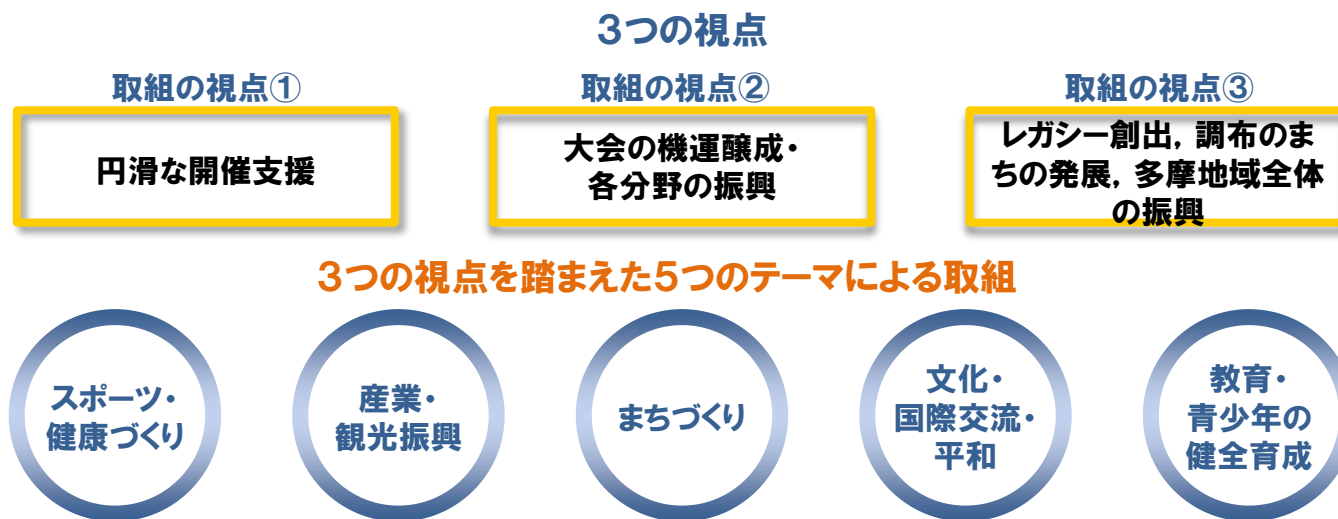 3つの視点
取組の視点①
取組の視点②
取組の視点③
円滑な開催支援
大会の機運醸成・
各分野の振興
レガシー創出，調布のま
ちの発展，多摩地域全体
の振興
3つの視点を踏まえた5つのテーマによる取組
スポーツ・
健康づくり
産業・
観光振興
まちづくり
文化・
国際交流・
平和
教育・
青少年の
健全育成